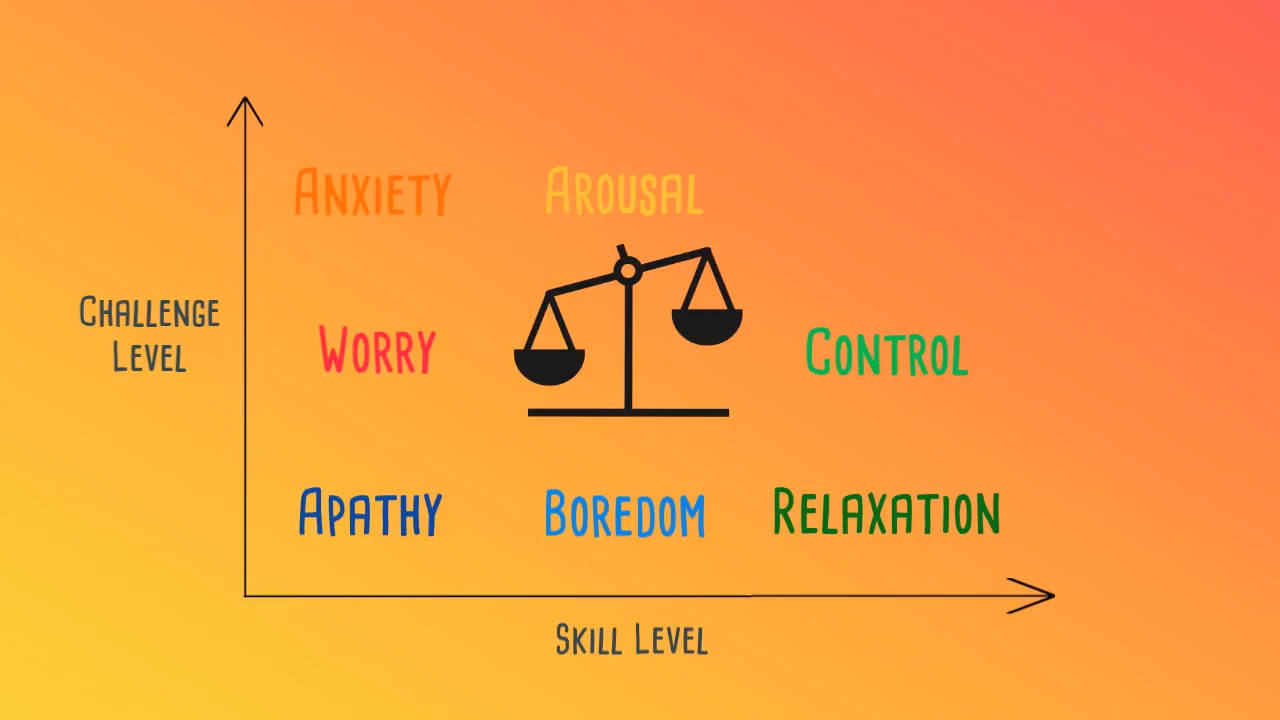 Anxiety
Arousal
Challenge
Level
Worry
Control
Apathy
Boredom
Relaxation
Skill Level